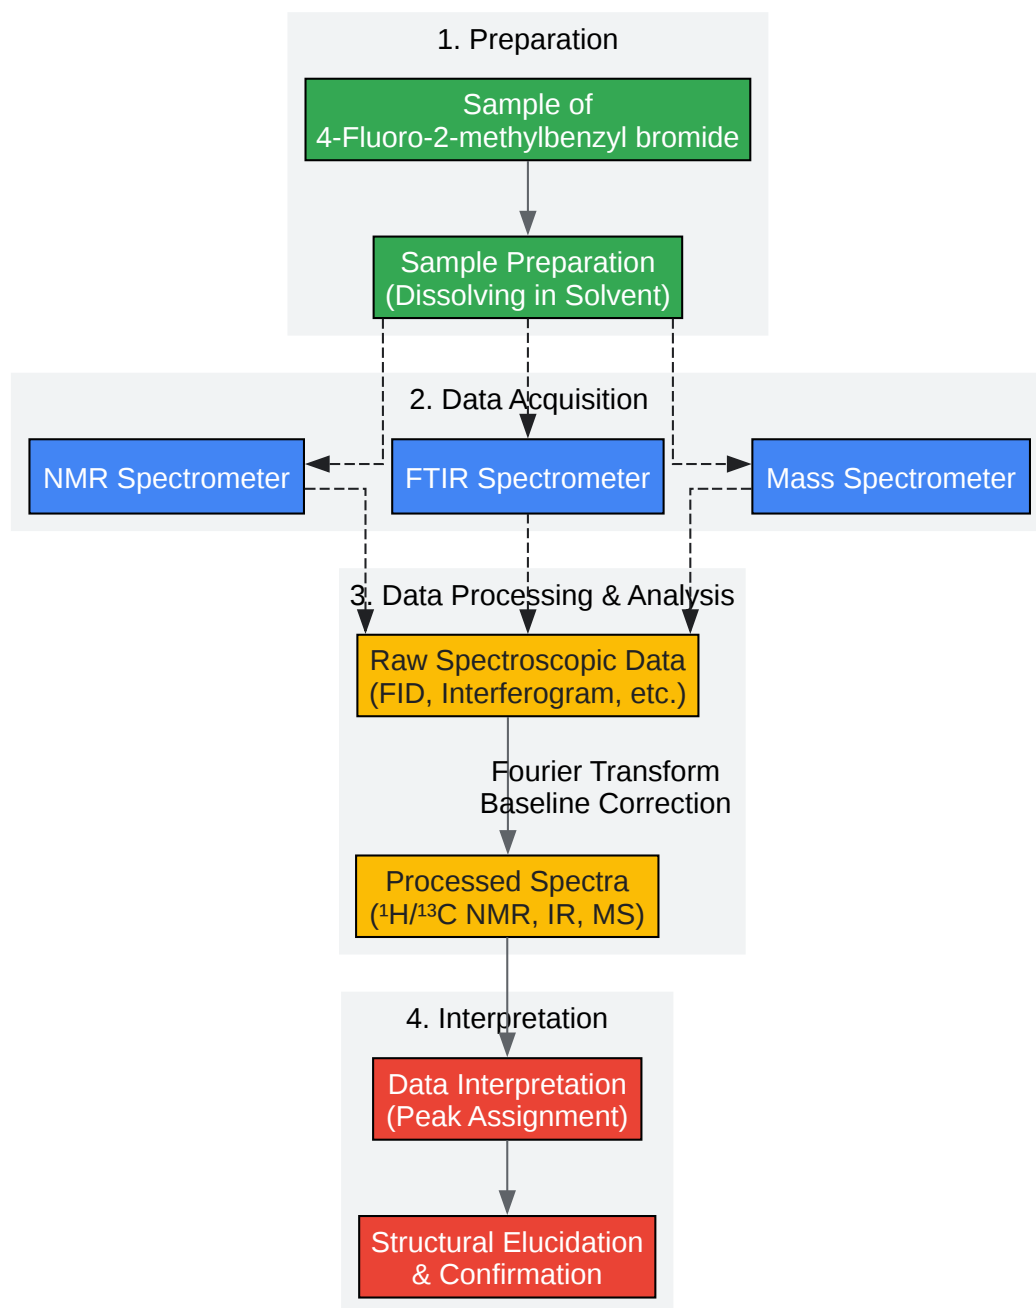 1. Preparation
Sample of
4-Fluoro-2-methylbenzyl bromide
Sample Preparation
(Dissolving in Solvent)
2. Data Acquisition
NMR Spectrometer
FTIR Spectrometer
Mass Spectrometer
3. Data Processing & Analysis
Raw Spectroscopic Data
(FID, Interferogram, etc.)
Fourier Transform
Baseline Correction
Processed Spectra
(¹H/¹³C NMR, IR, MS)
4. Interpretation
Data Interpretation
(Peak Assignment)
Structural Elucidation
& Confirmation